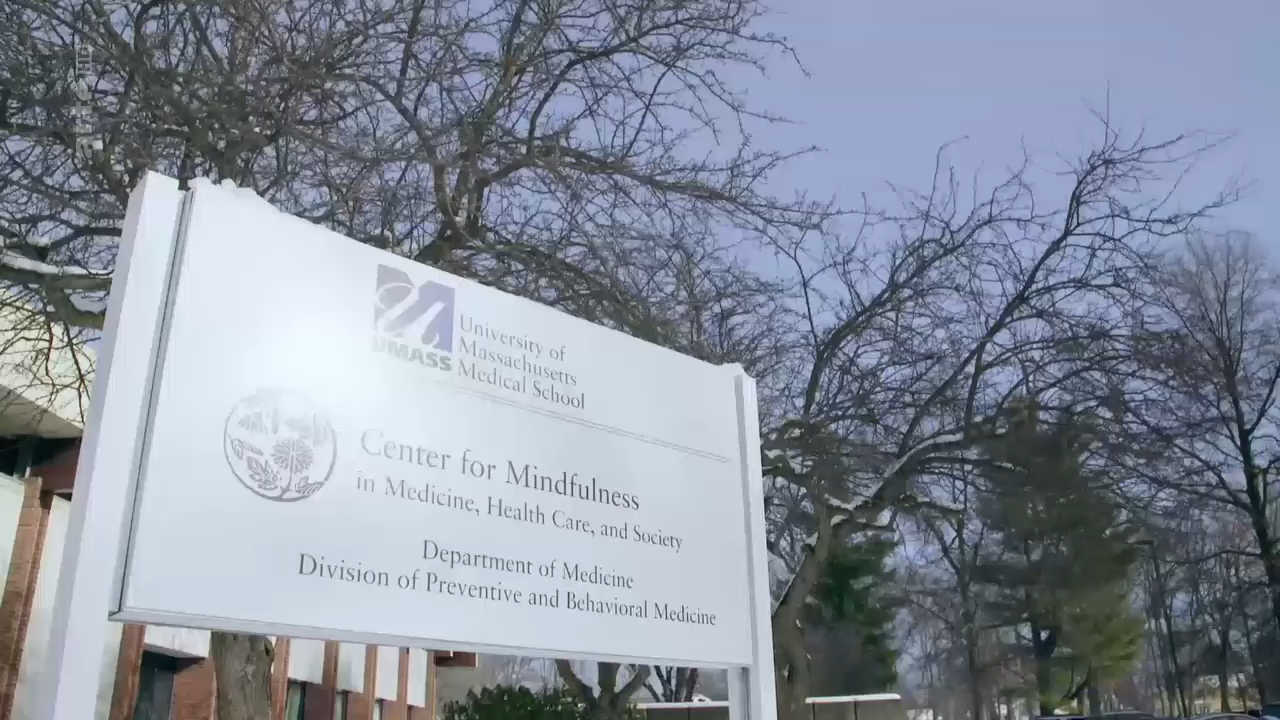 UMASS
University of
Massachusetts
Medical School
Center for Mindfulness
in Medicine, Health Care, and Society
Department of Medicine
Division of Preventive and Behavioral Medicine